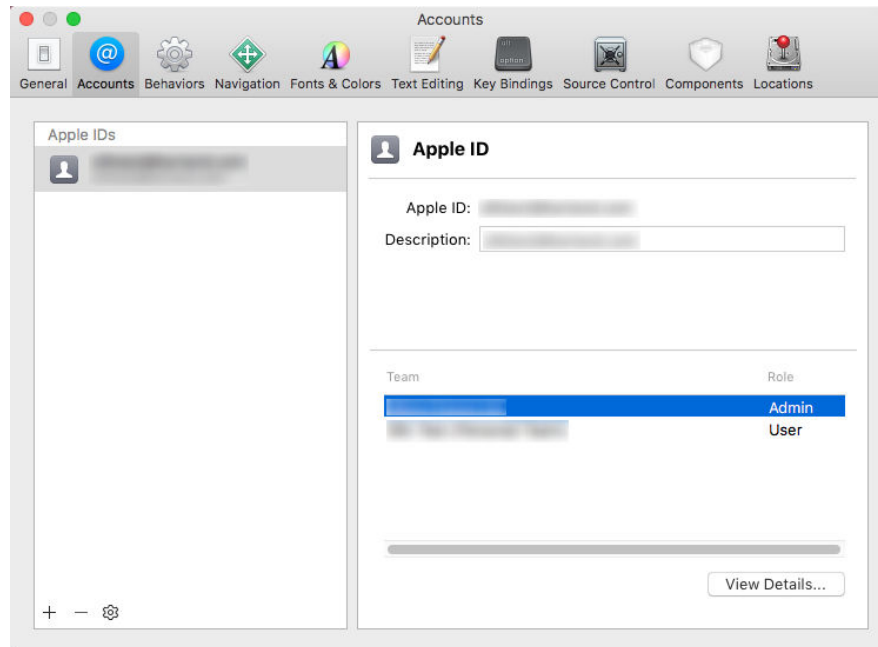 Accounts
General Accounts Behaviors Navigation Fonts & Colors Text Editing Key Bindings Source Control Components Locations
Apple IDs
Apple ID
Apple ID:
Description:
Team Role
Admin
User
View Details...